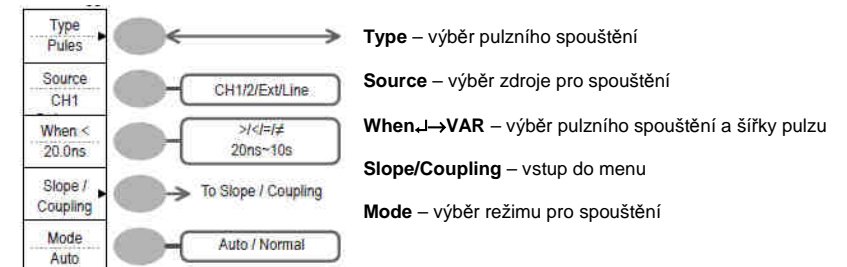 Type
Pules
Type – výběr pulzního spouštění
Source
CH1
CH1/2/Ext/Line
Source – výběr zdroje pro spouštění
When <
20.0ns
>/</=/≠
20ns~10s
When↵→VAR – výběr pulzního spouštění a šířky pulzu
Slope /
Coupling
To Slope / Coupling
Slope/Coupling – vstup do menu
Mode
Auto
Auto / Normal
Mode – výběr režimu pro spouštění